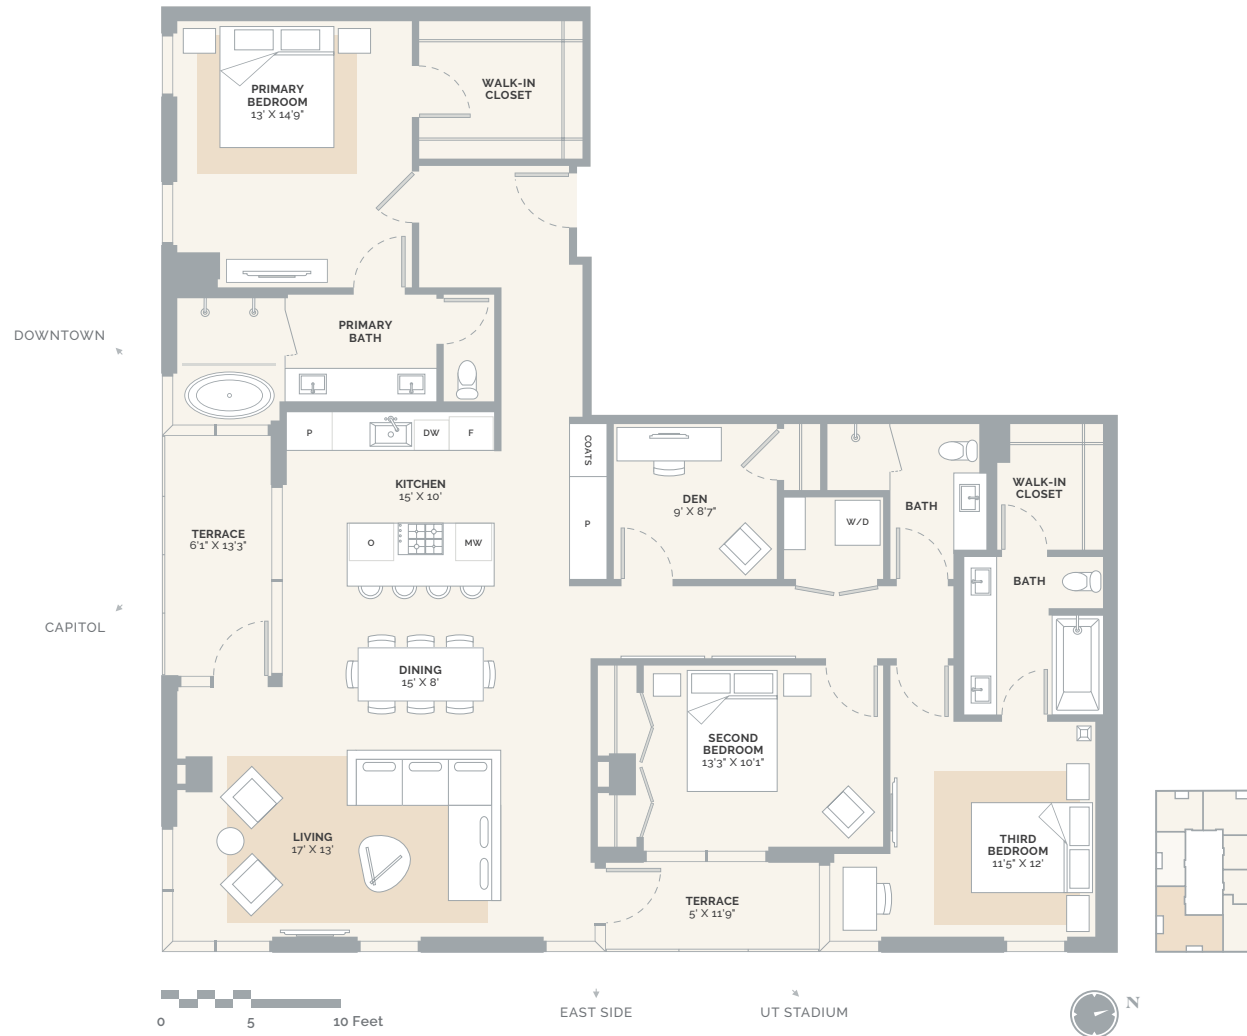 PRIMARY
BEDROOM
13' X 14'9"
WALK-IN
CLOSET
DOWNTOWN
PRIMARY
BATH
P
DW
F
COATS
KITCHEN
15' X 10'
DEN
9' X 8'7"
W/D
BATH
WALK-IN
CLOSET
TERRACE
6'1" X 13'3"
O
MW
P
BATH
CAPITOL
DINING
15' X 8'
SECOND
BEDROOM
13'3" X 10'1"
LIVING
17' X 13'
THIRD
BEDROOM
11'5" X 12'
TERRACE
5' X 11'9"
0
5
10 Feet
EAST SIDE
UT STADIUM
N